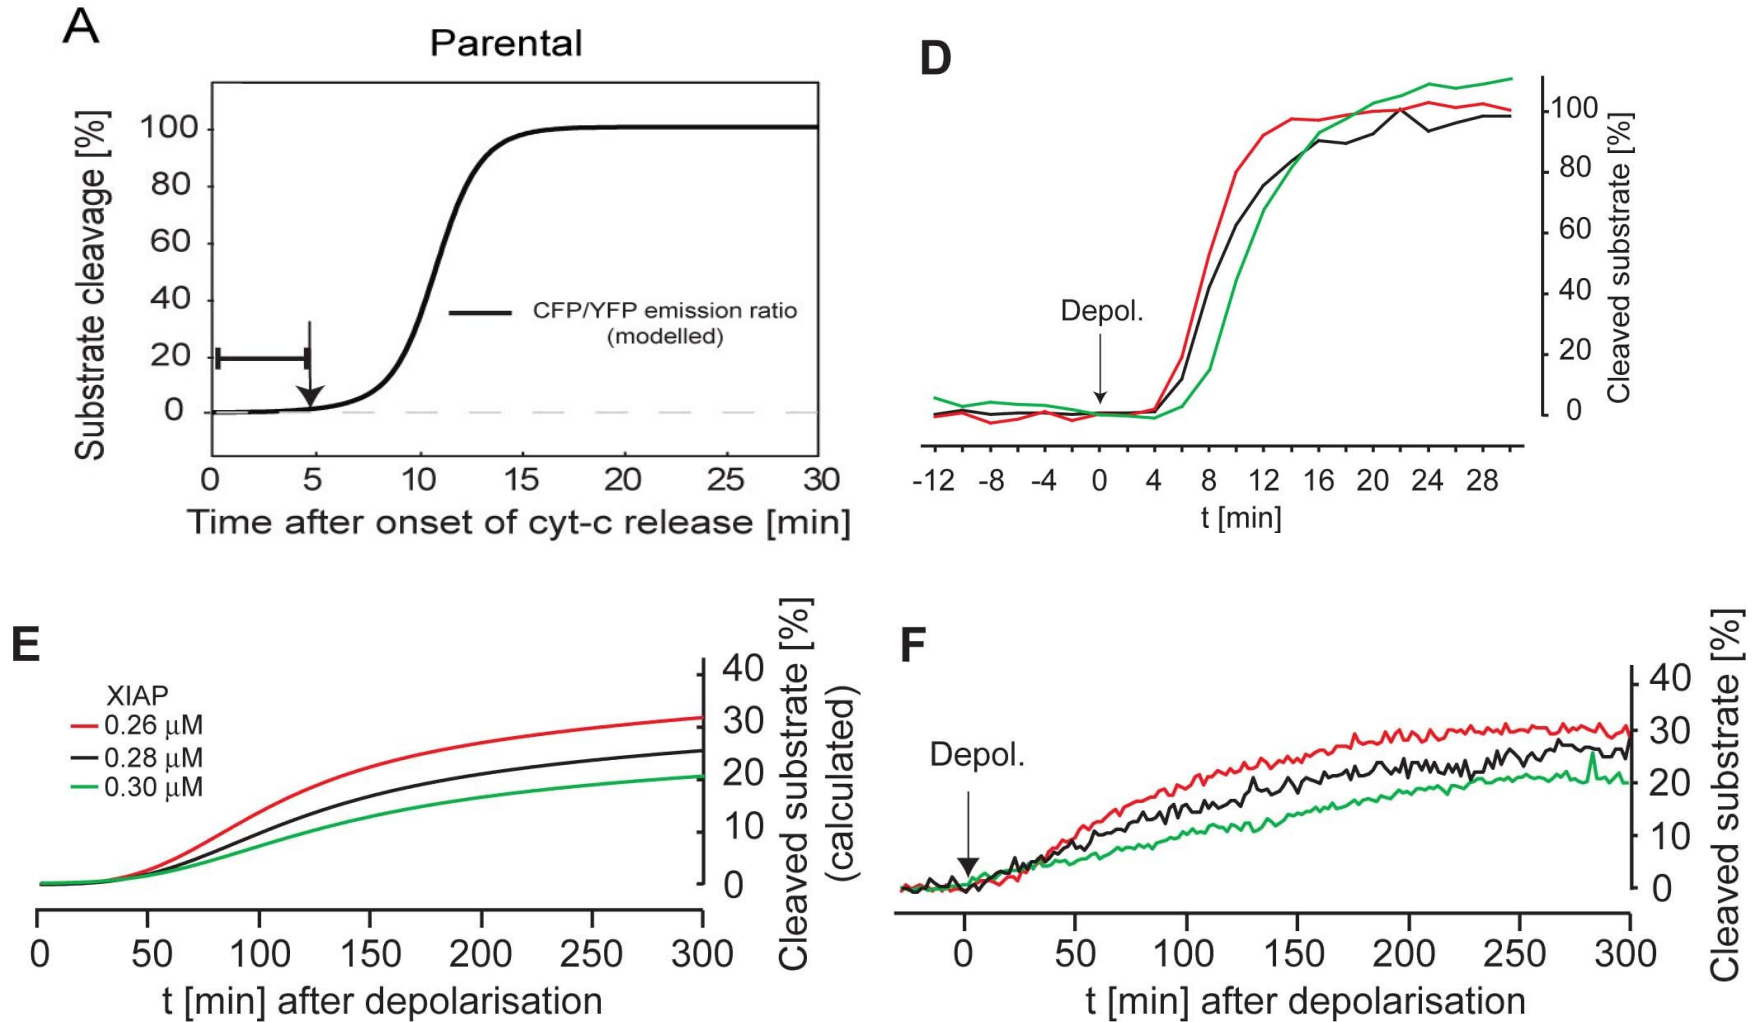 A
Parental
Substrate cleavage [%]
100
80
60
40
20
0
CFP/YFP emission ratio
(modelled)
0 5 10 15 20 25 30
Time after onset of cyt-c release [min]
D
Depol.
100
80
60
40
20
0
Cleaved substrate [%]
-12 -8 -4 0 4 8 12 16 20 24 28
t [min]
E
XIAP
0.26 µM
0.28 µM
0.30 µM
40
30
20
10
0
Cleaved substrate [%]
(calculated)
0 50 100 150 200 250 300
t [min] after depolarisation
F
Depol.
40
30
20
10
0
Cleaved substrate [%]
0 50 100 150 200 250 300
t [min] after depolarisation